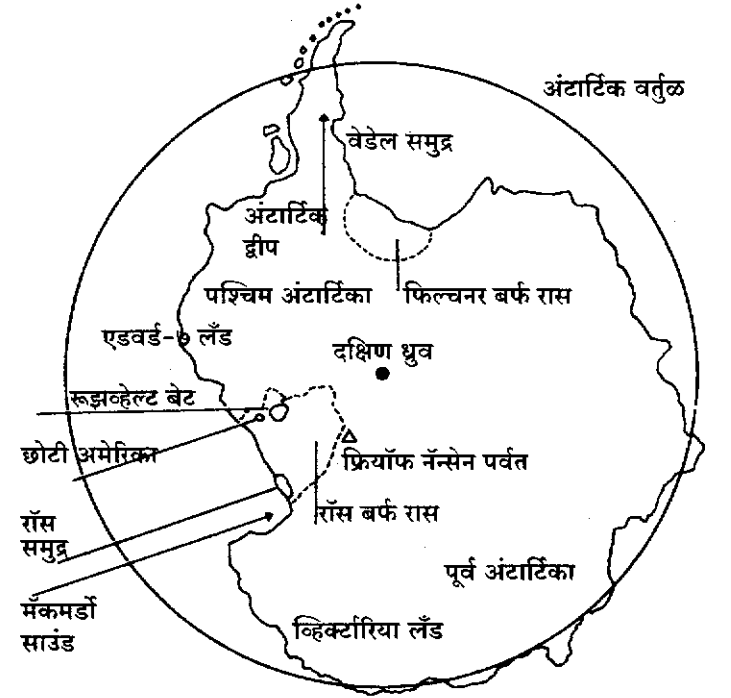 अंटार्टिक वर्तुळ
वेडेल समुद्र
अंटार्टिक
द्वीप
पश्चिम अंटार्टिका
फिल्चनर बर्फ रास
एडवर्ड-७ लँड
दक्षिण ध्रुव
रूझव्हेल्ट बेट
छोटी अमेरिका
फ्रियॉफ नॅन्सेन पर्वत
रॉस
समुद्र
रॉस बर्फ रास
पूर्व अंटार्टिका
मॅकमर्डो
साउंड
व्हिक्टारिया लँड